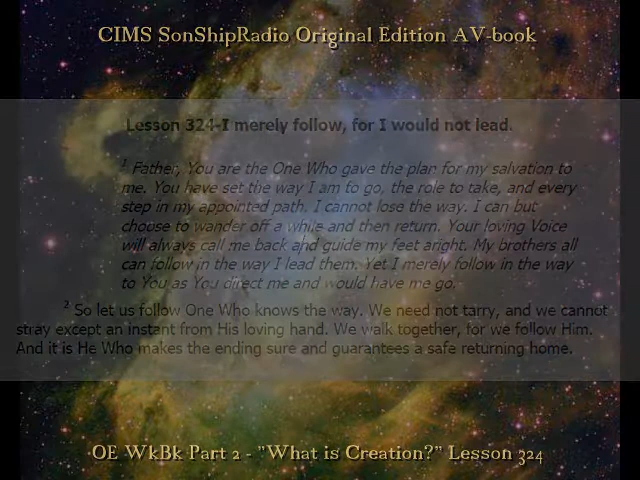 CIMS SonShipRadio Original Edition AV-book
Lesson 324-I merely follow, for I would not lead.
1 Father, You are the One Who gave the plan for my salvation to
me. You have set the way I am to go, the role to take, and every
step in my appointed path. I cannot lose the way. I can but
choose to wander off a while and then return. Your loving Voice
will always call me back and guide my feet aright. My brothers all
can follow in the way I lead them. Yet I merely follow in the way
to You as You direct me and would have me go.
2 So let us follow One Who knows the way. We need not tarry, and we cannot
stray except an instant from His loving hand. We walk together, for we follow Him.
And it is He Who makes the ending sure and guarantees a safe returning home.
OE WkBk Part 2 - "What is Creation?" Lesson 324